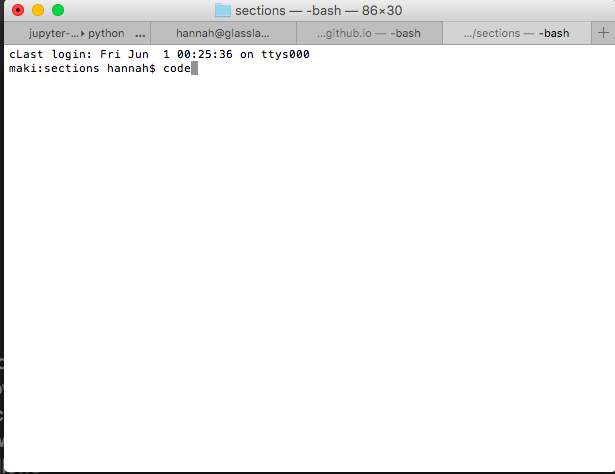 sections — -bash — 86×30
jupyter-... python ...
hannah@glassla...
...github.io — -bash
.../sections — -bash
+
cLast login: Fri Jun  1 00:25:36 on ttys000
maki:sections hannah$ code